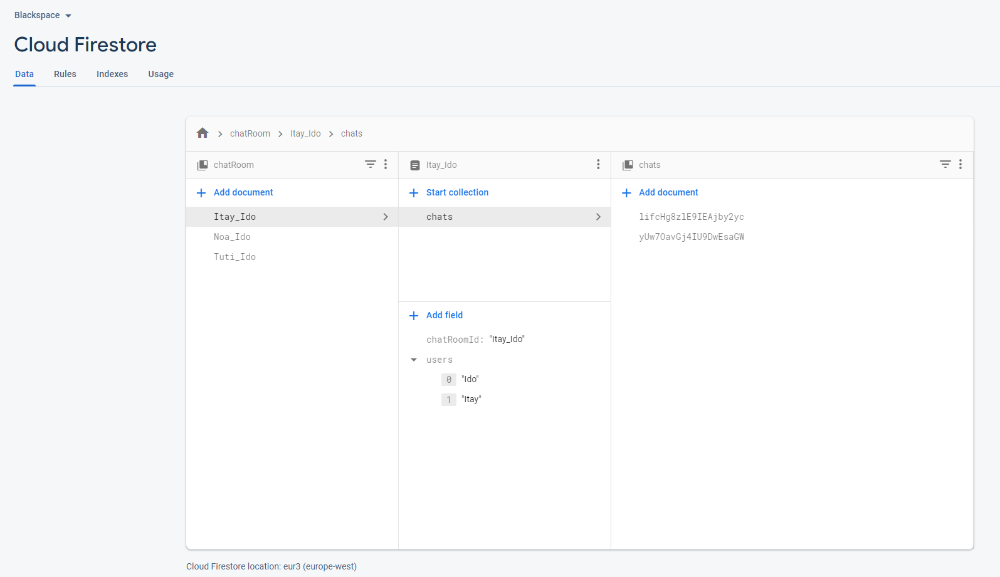 Blackspace
Cloud Firestore
Data Rules Indexes Usage
chatRoom Itay_Ido chats
chatRoom
Add document
Itay_Ido
Noa_Ido
Tuti_Ido
Itay_Ido
Start collection
chats
Add field
chatRoomId: "Itay_Ido"
users
0 "Ido"
1 "Itay"
chats
Add document
lifcHg8zlE9IEAjby2yc
yUw7OavGj4IU9DwEsaGW
Cloud Firestore location: eur3 (europe-west)